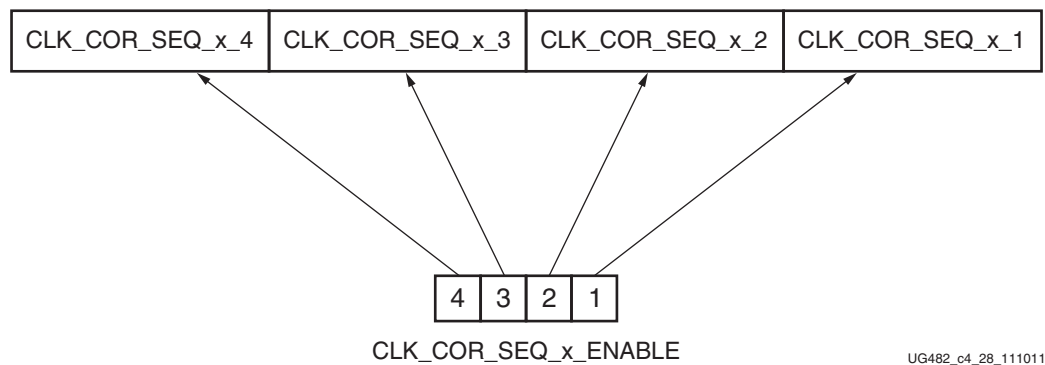 CLK_COR_SEQ_x_4 CLK_COR_SEQ_x_3 CLK_COR_SEQ_x_2 CLK_COR_SEQ_x_1
4 3 2 1
CLK_COR_SEQ_x_ENABLE
UG482_c4_28_111011